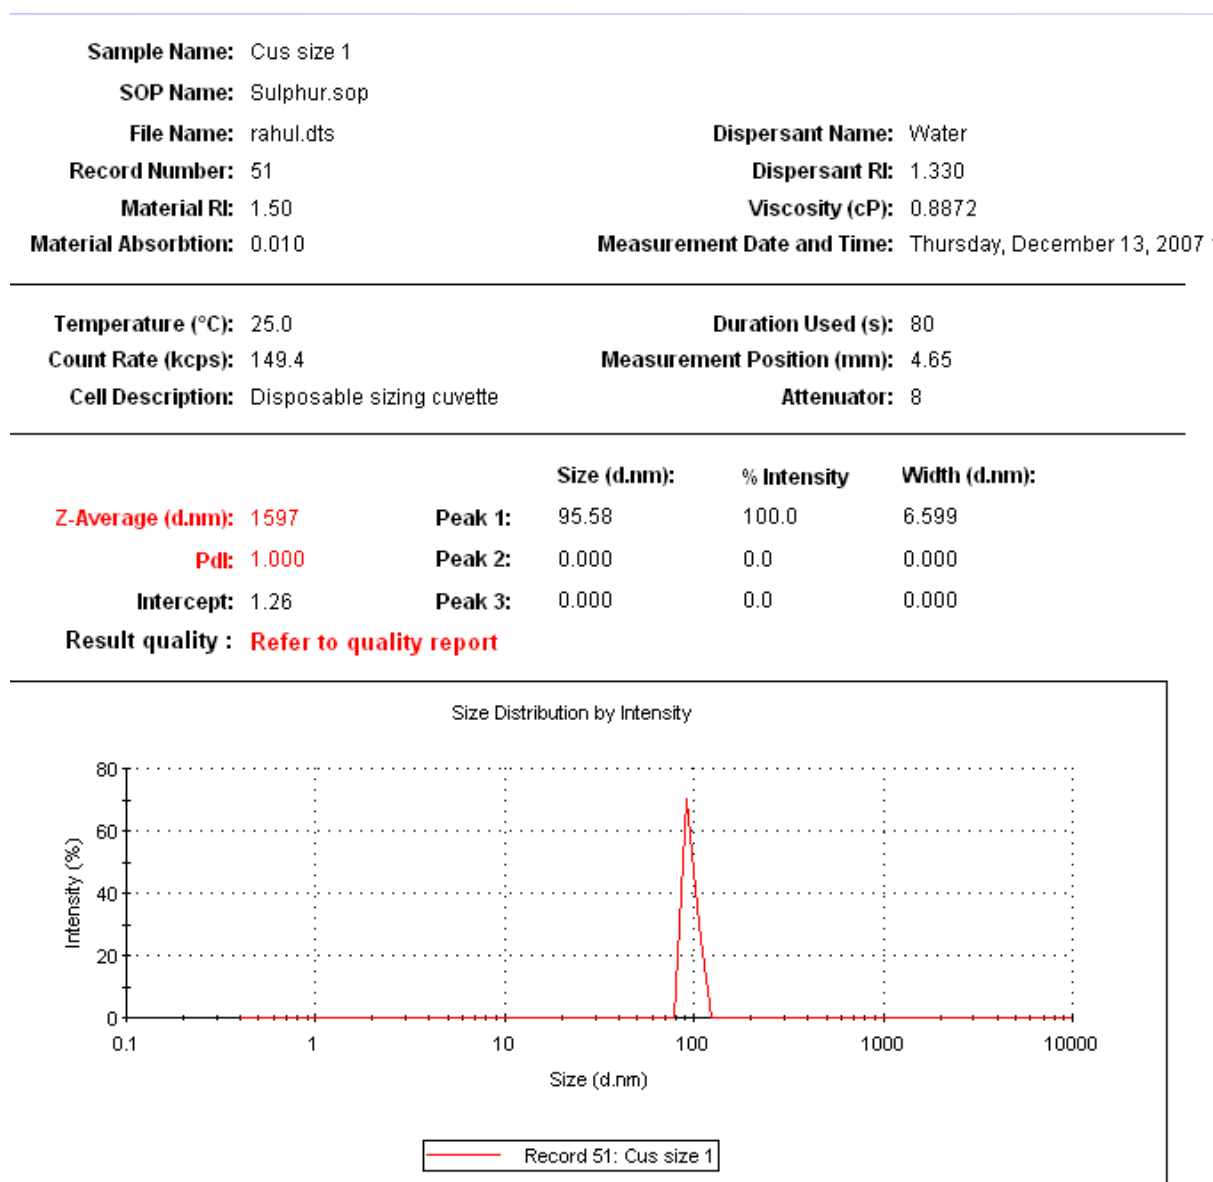 Sample Name: Cus size 1
SOP Name: Sulphur.sop
File Name: rahul.dts Dispersant Name: Water
Record Number: 51 Dispersant RI: 1.330
Material RI: 1.50 Viscosity (cP): 0.8872
Material Absorbtion: 0.010 Measurement Date and Time: Thursday, December 13, 2007
Temperature (°C): 25.0 Duration Used (s): 80
Count Rate (kcps): 149.4 Measurement Position (mm): 4.65
Cell Description: Disposable sizing cuvette Attenuator: 8
Size (d.nm): % Intensity Width (d.nm):
Z-Average (d.nm): 1597 Peak 1: 95.58 100.0 6.599
PdI: 1.000 Peak 2: 0.000 0.0 0.000
Intercept: 1.26 Peak 3: 0.000 0.0 0.000
Result quality : Refer to quality report
Size Distribution by Intensity
80
60
40
20
0
Intensity (%)
0.1 1 10 100 1000 10000
Size (d.nm)
Record 51: Cus size 1